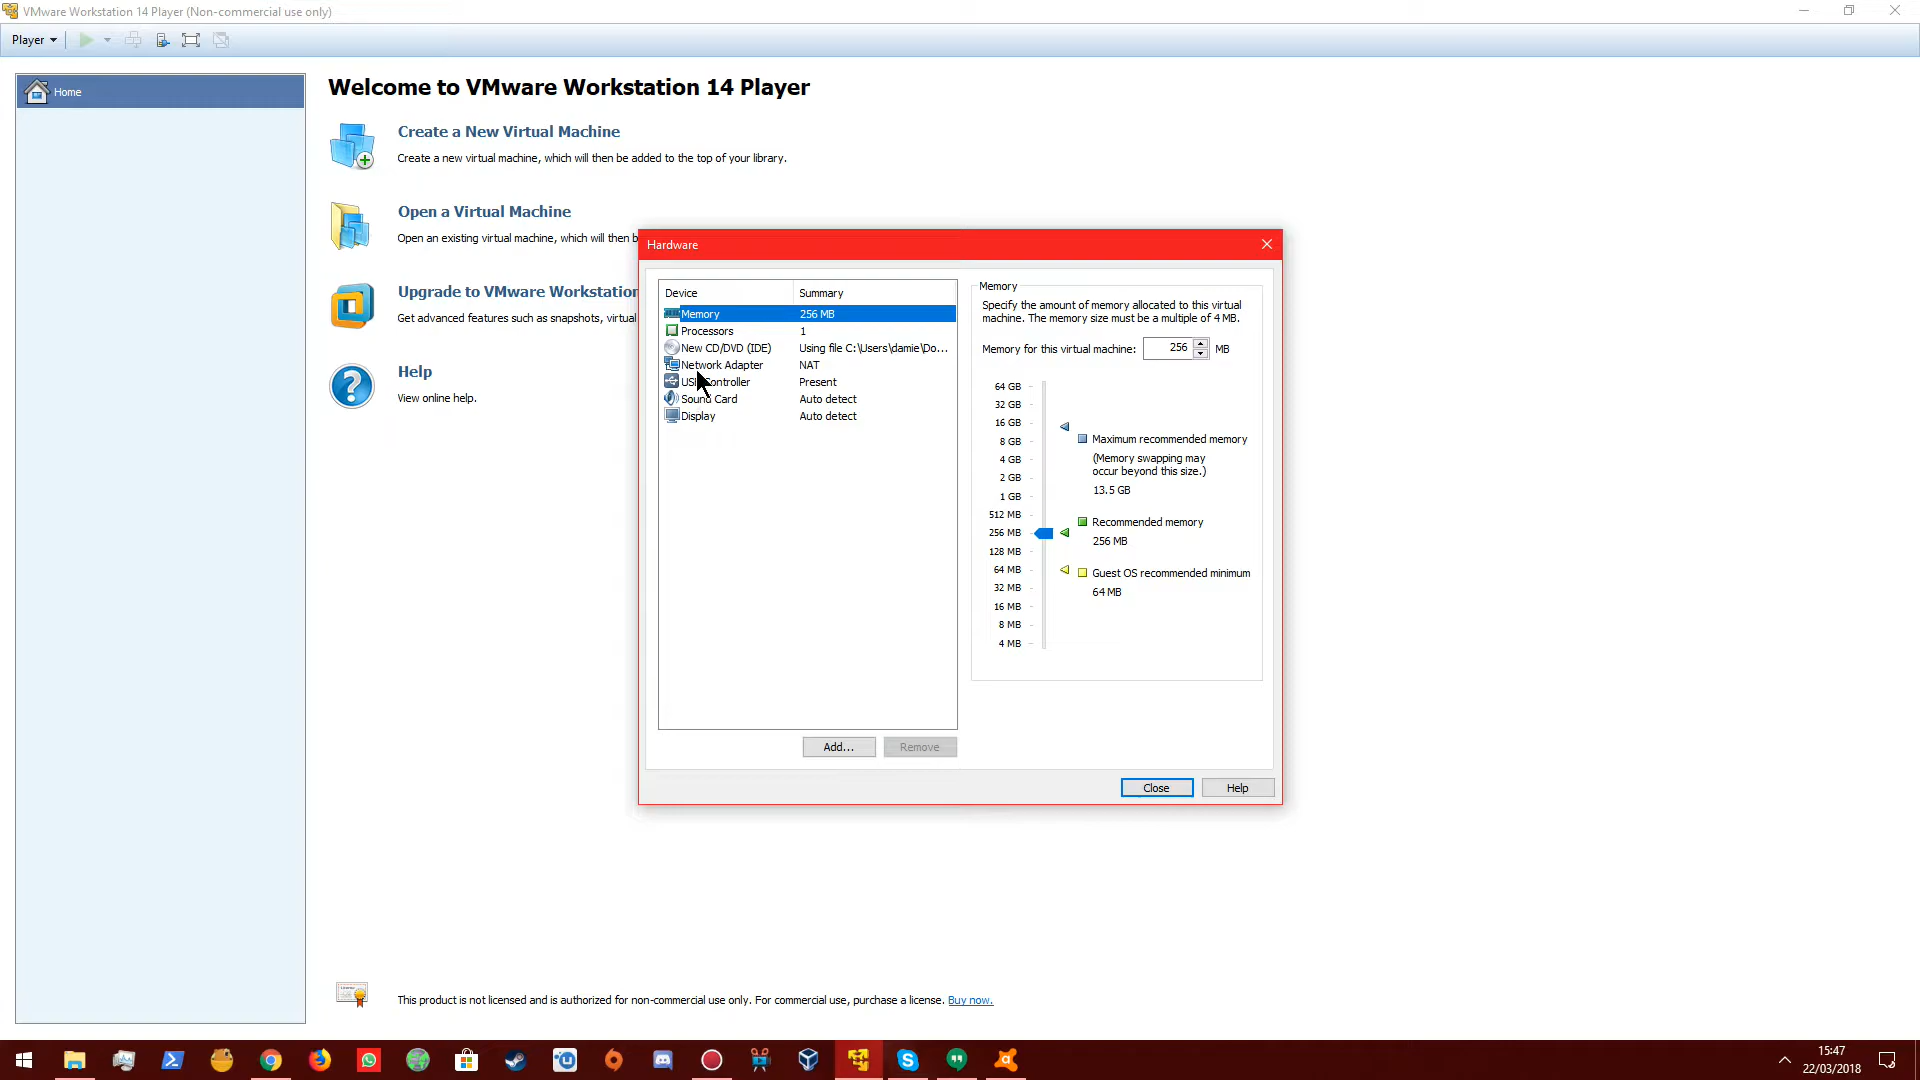 VMware Workstation 14 Player (Non-commercial use only)
Player
Home
Welcome to VMware Workstation 14 Player
Create a New Virtual Machine
Create a new virtual machine, which will then be added to the top of your library.
Open a Virtual Machine
Open an existing virtual machine, which will then b
Upgrade to VMware Workstation
Get advanced features such as snapshots, virtual
Help
View online help.
Hardware
Device Summary
Memory 256 MB
Processors 1
New CD/DVD (IDE) Using file C:\Users\damie\Do...
Network Adapter NAT
Controller Present
Sound Card Auto detect
Display Auto detect
Add...
Remove
Memory
Specify the amount of memory allocated to this virtual
machine. The memory size must be a multiple of 4 MB.
Memory for this virtual machine: 256 MB
64 GB
32 GB
16 GB
8 GB
4 GB
2 GB
1 GB
512 MB
256 MB
128 MB
64 MB
32 MB
16 MB
8 MB
4 MB
Maximum recommended memory
(Memory swapping may
occur beyond this size.)
13.5 GB
Recommended memory
256 MB
Guest OS recommended minimum
64 MB
Close
Help
This product is not licensed and is authorized for non-commercial use only. For commercial use, purchase a license. Buy now.
15:47
22/03/2018